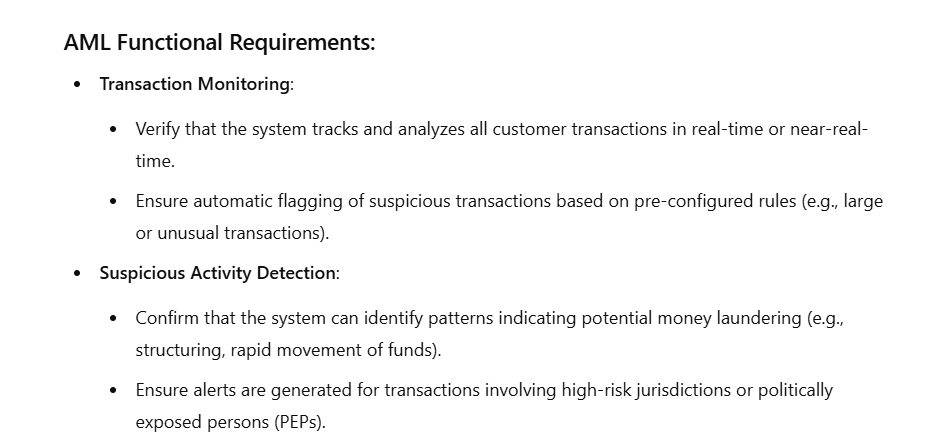 AML Functional Requirements:
• Transaction Monitoring:
• Verify that the system tracks and analyzes all customer transactions in real-time or near-real-
time.
• Ensure automatic flagging of suspicious transactions based on pre-configured rules (e.g., large
or unusual transactions).
• Suspicious Activity Detection:
• Confirm that the system can identify patterns indicating potential money laundering (e.g.,
structuring, rapid movement of funds).
• Ensure alerts are generated for transactions involving high-risk jurisdictions or politically
exposed persons (PEPs).